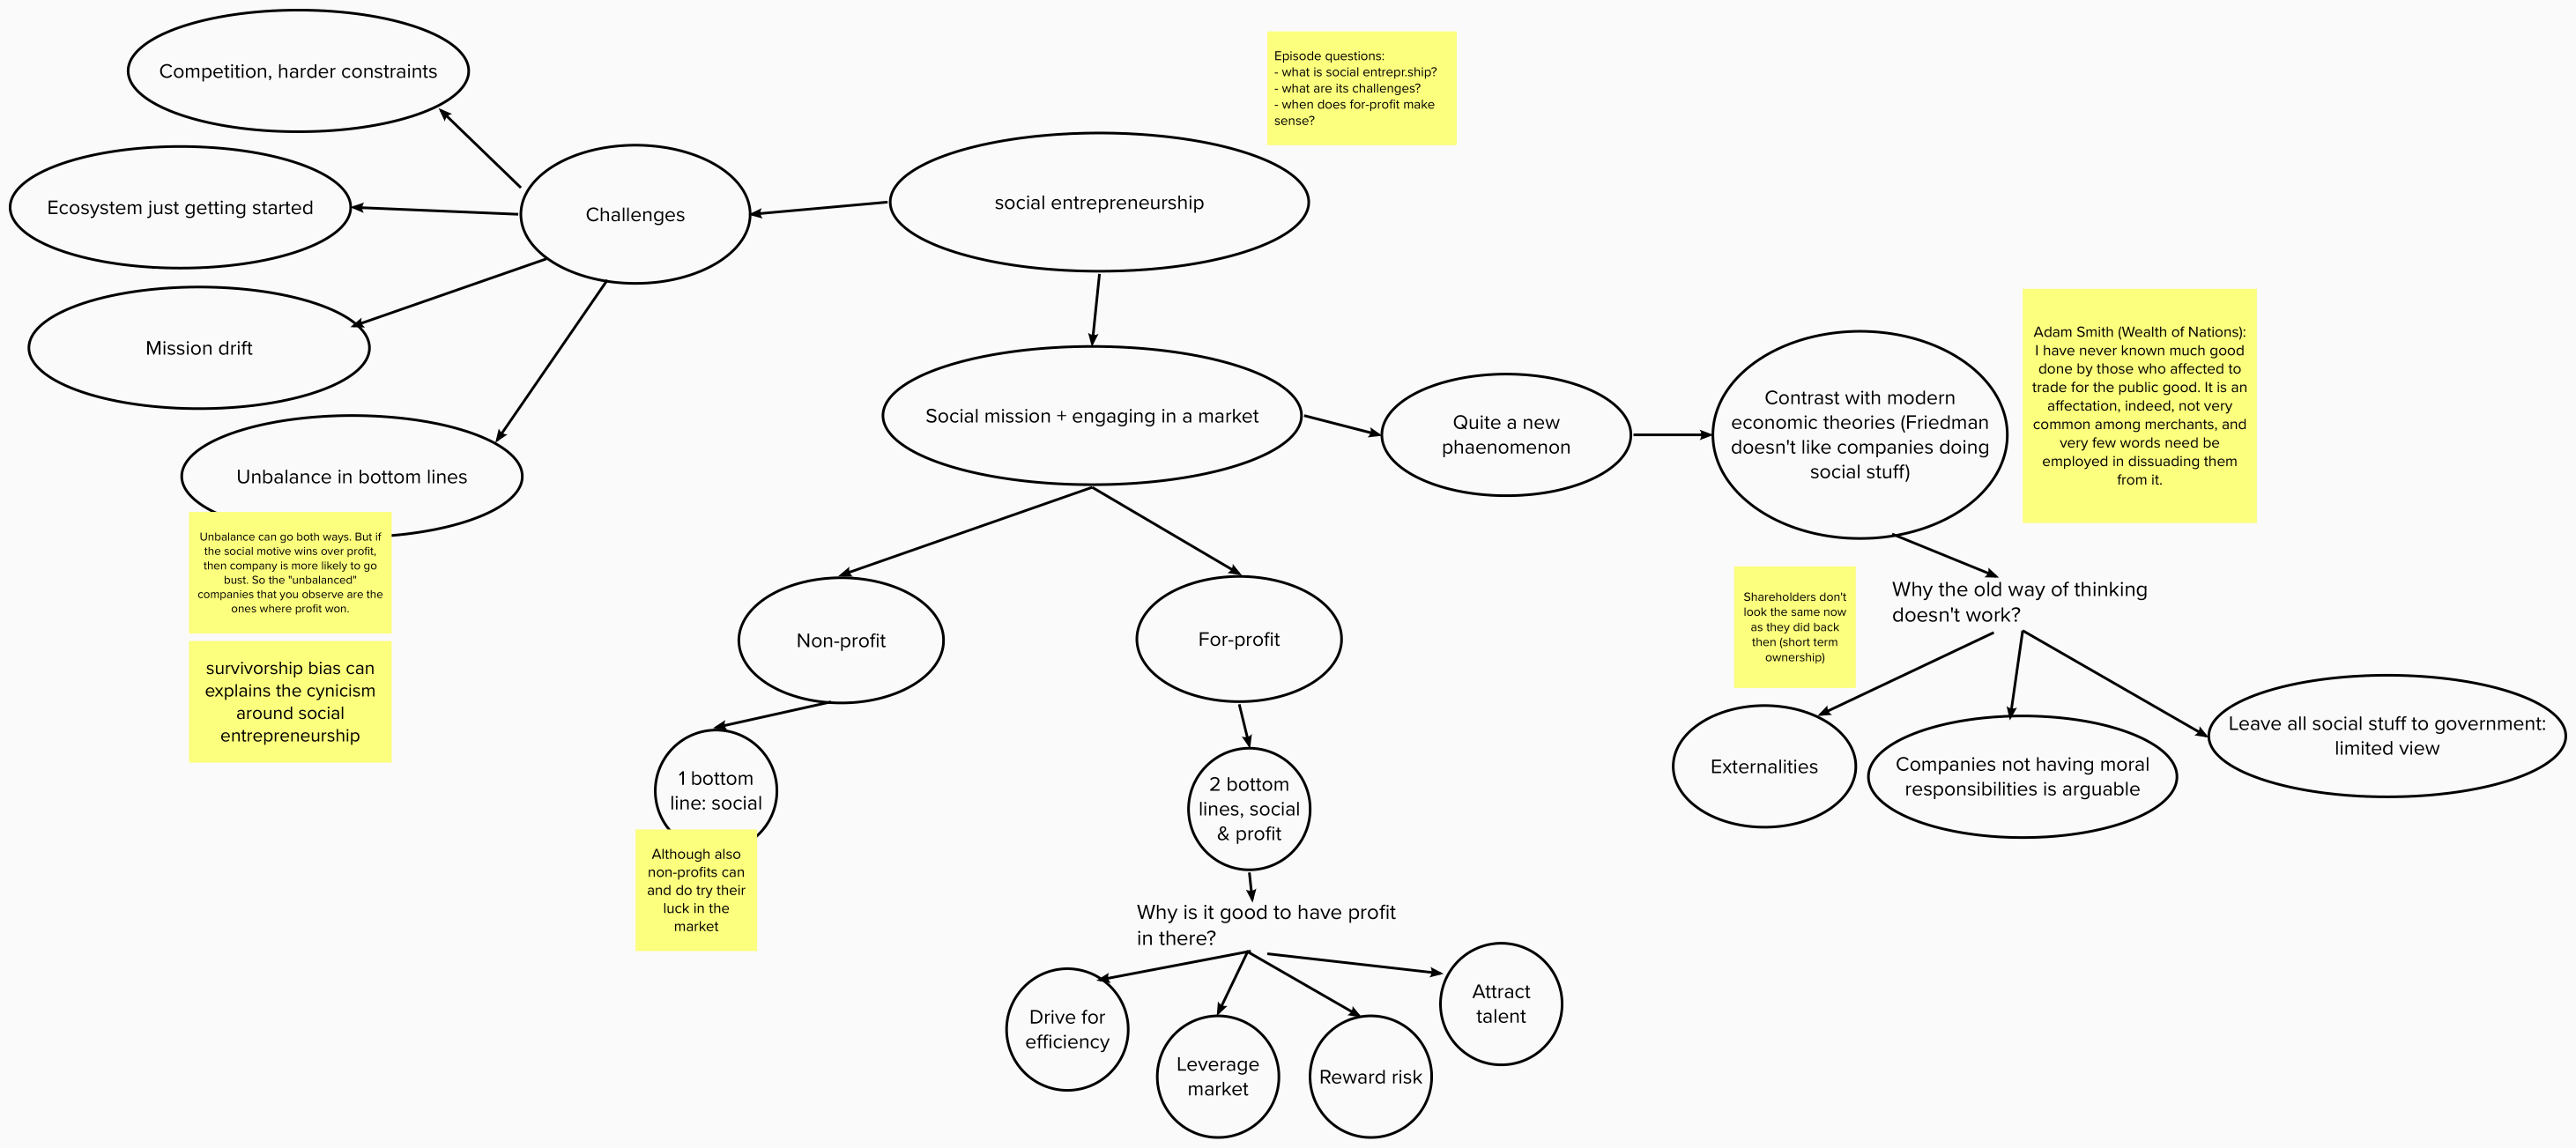 Competition, harder constraints
Episode questions:
- what is social entrepr.ship?
- what are its challenges?
- when does for-profit make
sense?
Ecosystem just getting started
Challenges
social entrepreneurship
Mission drift
Unbalance in bottom lines
Unbalance can go both ways. But if
the social motive wins over profit,
then company is more likely to go
bust. So the "unbalanced"
companies that you observe are the
ones where profit won.
survivorship bias can
explains the cynicism
around social
entrepreneurship
Social mission + engaging in a market
Quite a new
phaenomenon
Contrast with modern
economic theories (Friedman
doesn't like companies doing
social stuff)
Adam Smith (Wealth of Nations):
I have never known much good
done by those who affected to
trade for the public good. It is an
affectation, indeed, not very
common among merchants, and
very few words need be
employed in dissuading them
from it.
Non-profit
For-profit
1 bottom
line: social
Although also
non-profits can
and do try their
luck in the
market
2 bottom
lines, social
& profit
Why is it good to have profit
in there?
Drive for
efficiency
Leverage
market
Reward risk
Attract
talent
Shareholders don't
look the same now
as they did back
then (short term
ownership)
Why the old way of thinking
doesn't work?
Externalities
Companies not having moral
responsibilities is arguable
Leave all social stuff to government:
limited view